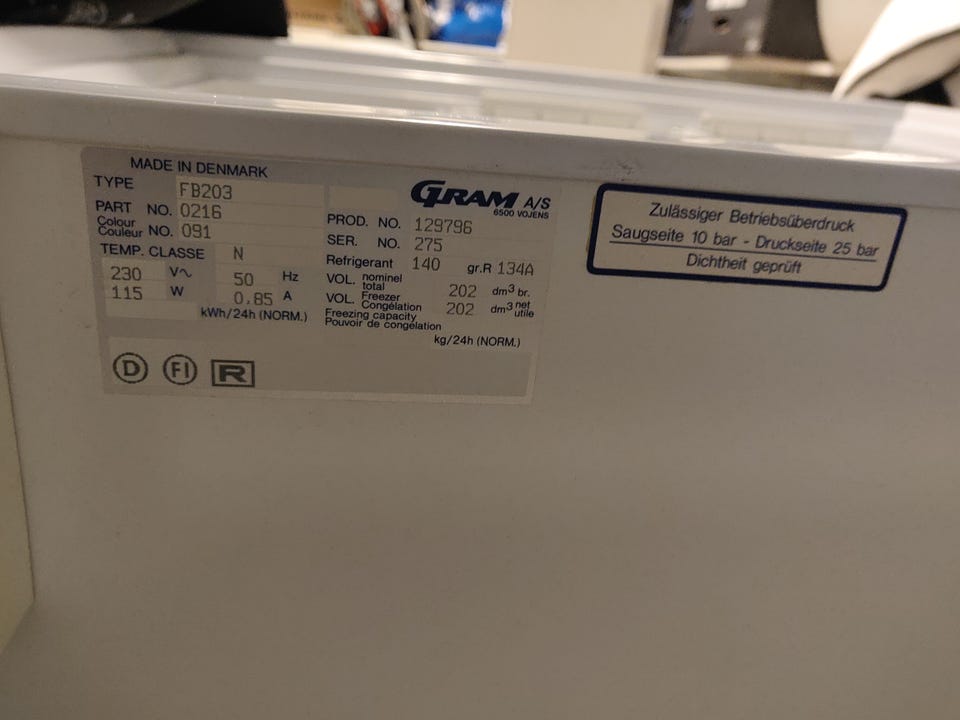 MADE IN DENMARK
TYPE FB203
PART NO. 0216
Colour
Couleur NO. 091
TEMP. CLASSE N
230 V~ 50 Hz
115 W 0.85 A
kWh/24h (NORM.)
D FI R
GRAM A/S
6500 VOJENS
PROD. NO. 129796
SER. NO. 275
Refrigerant 140 gr.R 134A
VOL. nominel
total 202 dm³ br.
VOL. Freezer
Congélation 202 dm³ net
utile
Freezing capacity
Pouvoir de congélation
kg/24h (NORM.)
Zulässiger Betriebsüberdruck
Saugseite 10 bar - Druckseite 25 bar
Dichtheit geprüft